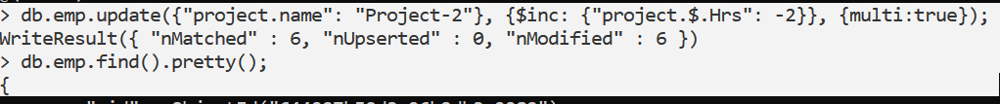 > db.emp.update({"project.name": "Project-2"}, {$inc: {"project.$.Hrs": -2}}, {multi:true});
WriteResult({ "nMatched" : 6, "nUpserted" : 0, "nModified" : 6 })
> db.emp.find().pretty();
{